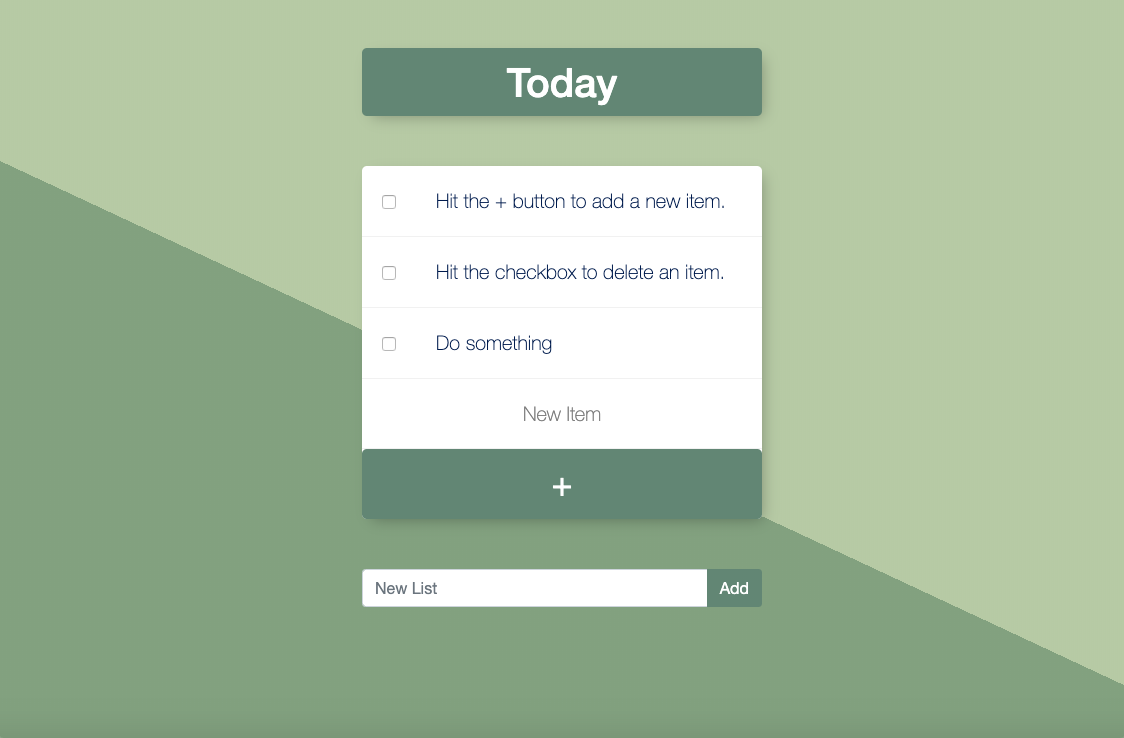 Today
Hit the + button to add a new item.
Hit the checkbox to delete an item.
Do something
New Item
+
New List
Add